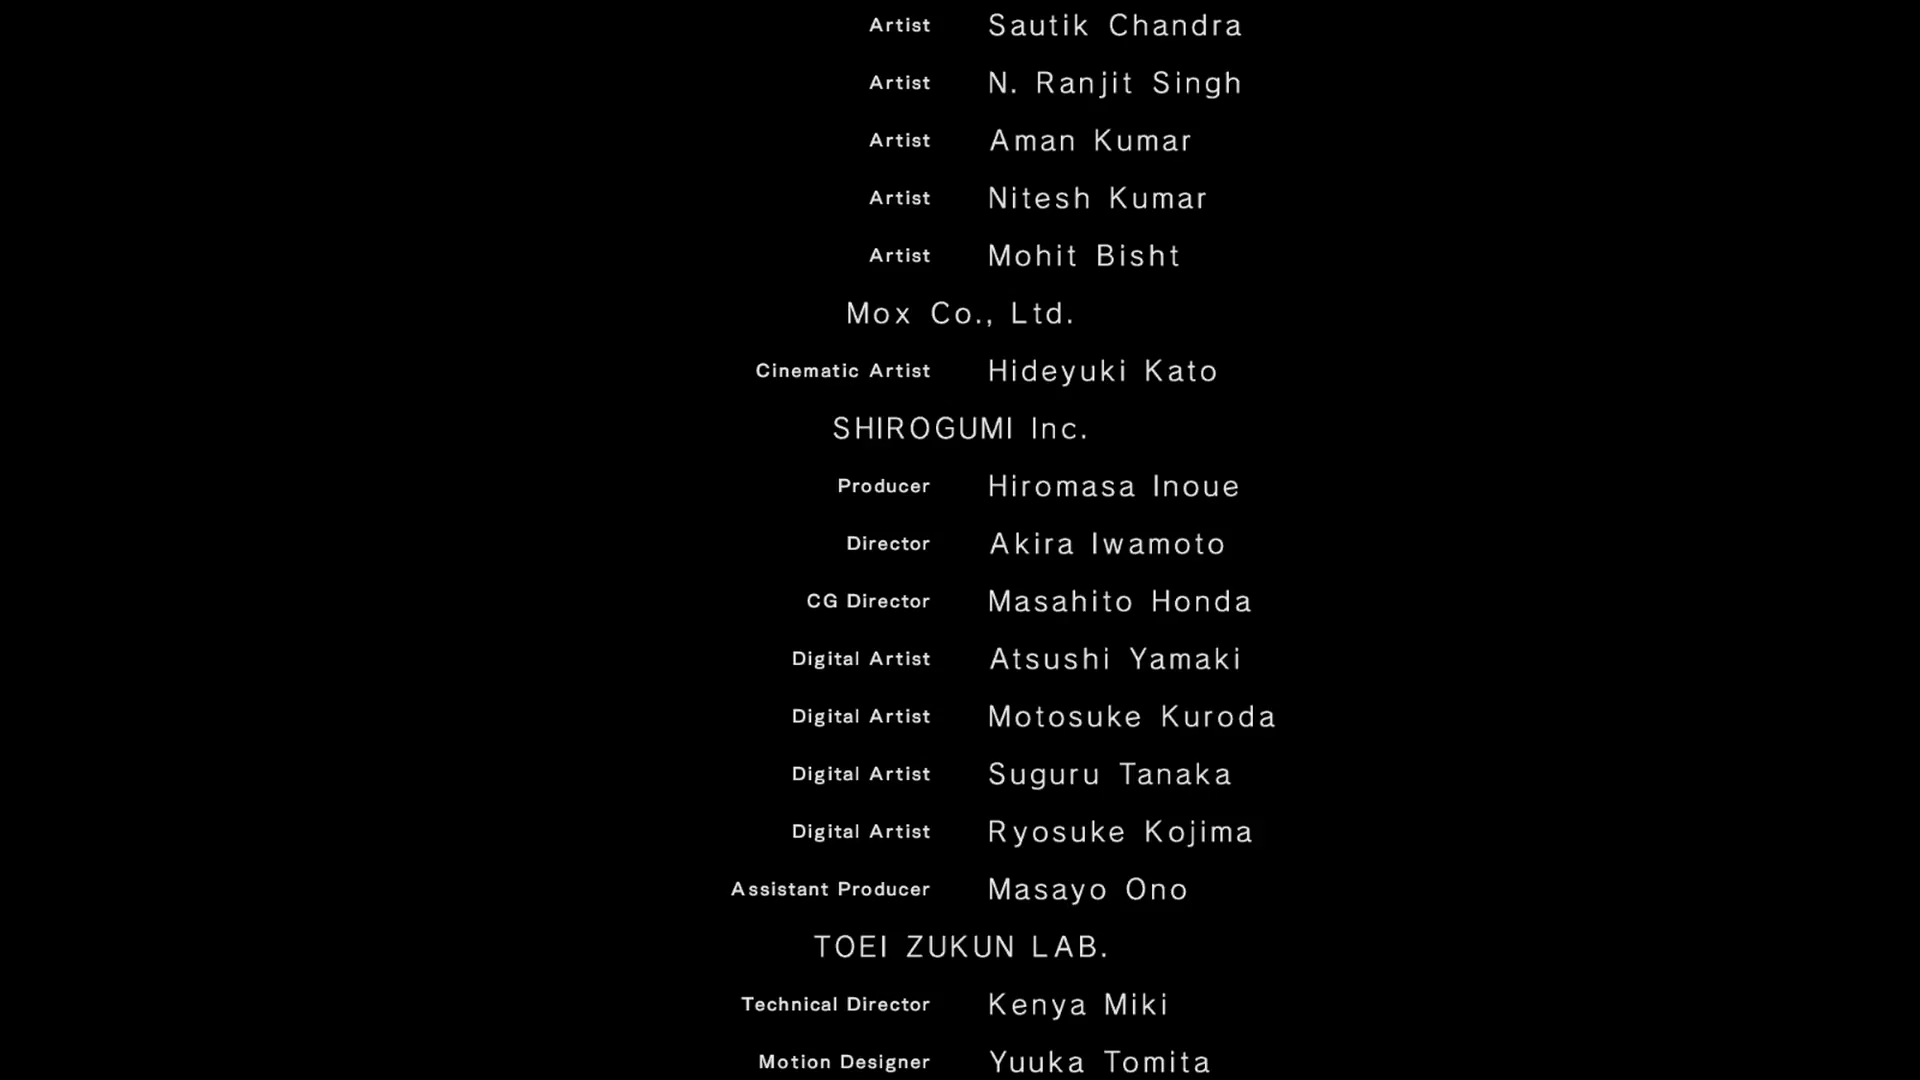 Artist Sautik Chandra
Artist N. Ranjit Singh
Artist Aman Kumar
Artist Nitesh Kumar
Artist Mohit Bisht
Mox Co., Ltd.
Cinematic Artist Hideyuki Kato
SHIROGUMI Inc.
Producer Hiromasa Inoue
Director Akira Iwamoto
CG Director Masahito Honda
Digital Artist Atsushi Yamaki
Digital Artist Motosuke Kuroda
Digital Artist Suguru Tanaka
Digital Artist Ryosuke Kojima
Assistant Producer Masayo Ono
TOEI ZUKUN LAB.
Technical Director Kenya Miki
Motion Designer Yuuka Tomita